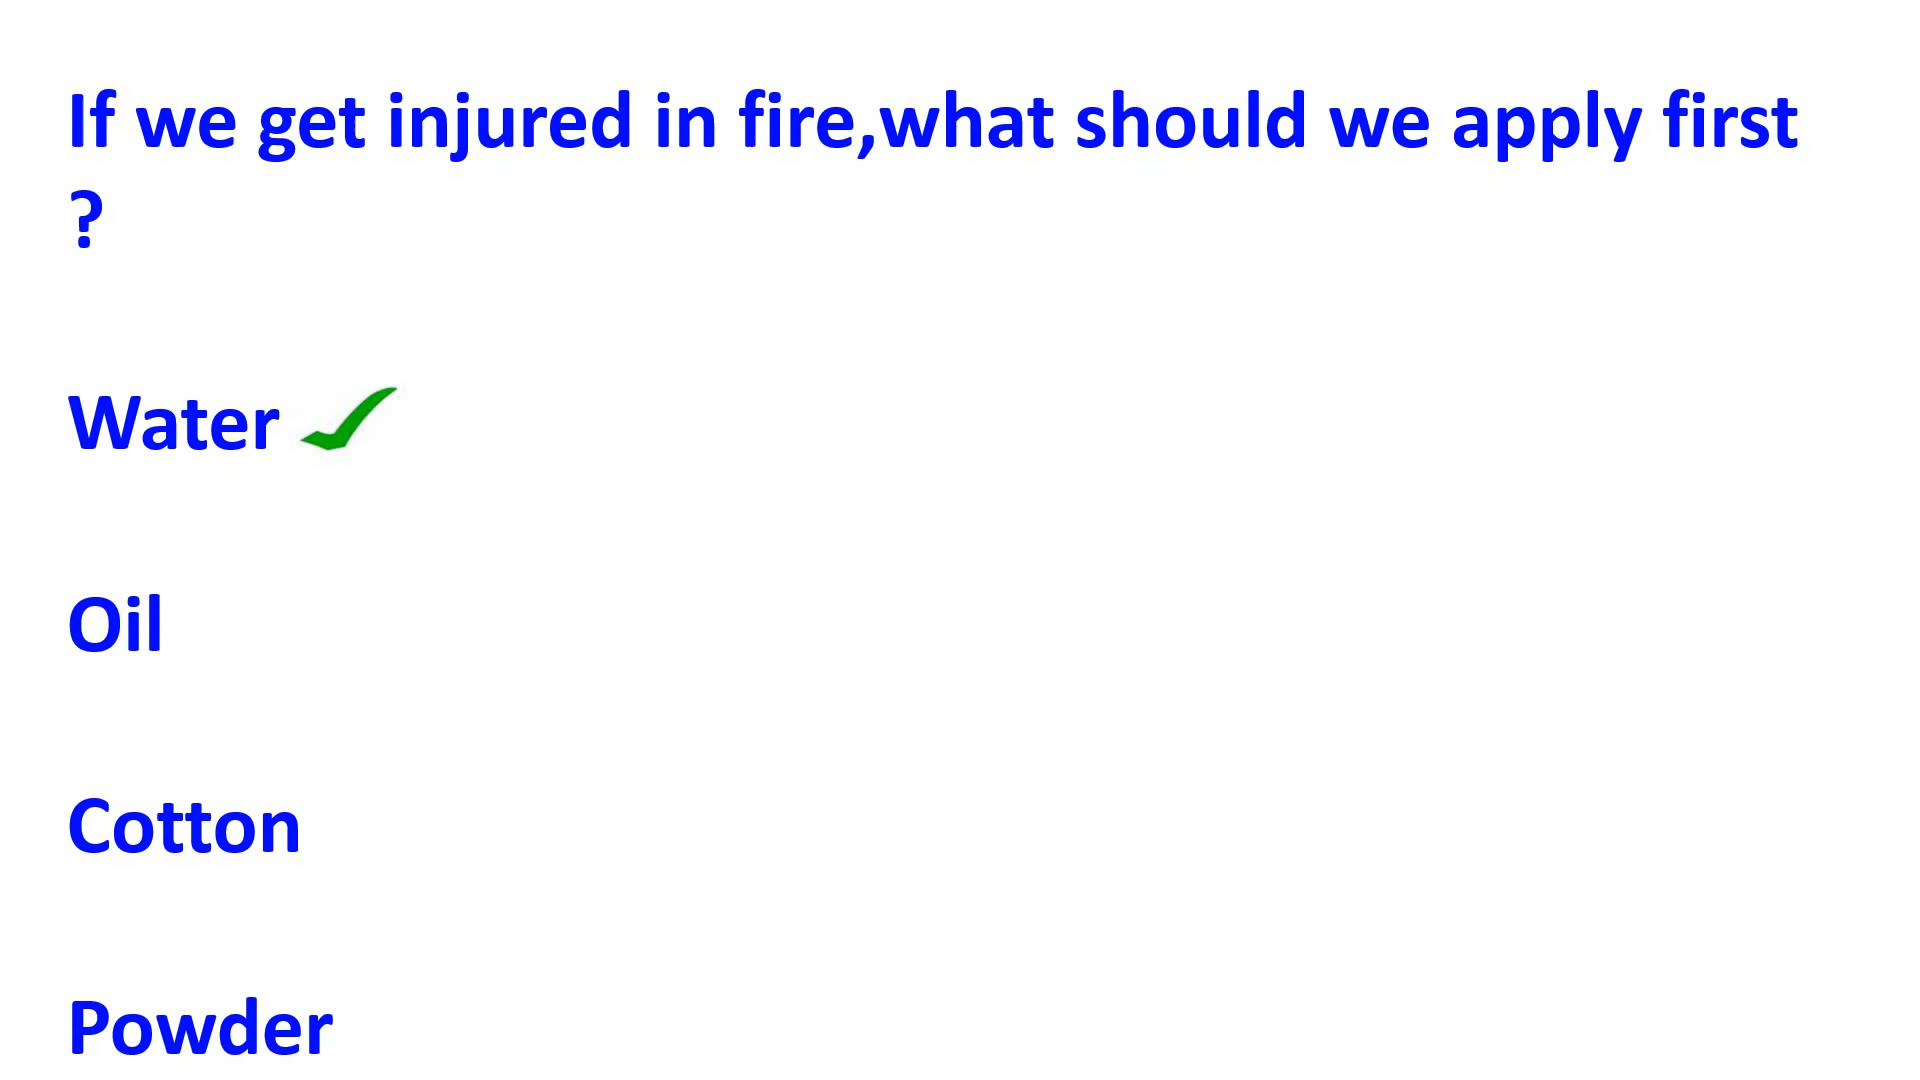 If we get injured in fire,what should we apply first
?
Water
Oil
Cotton
Powder